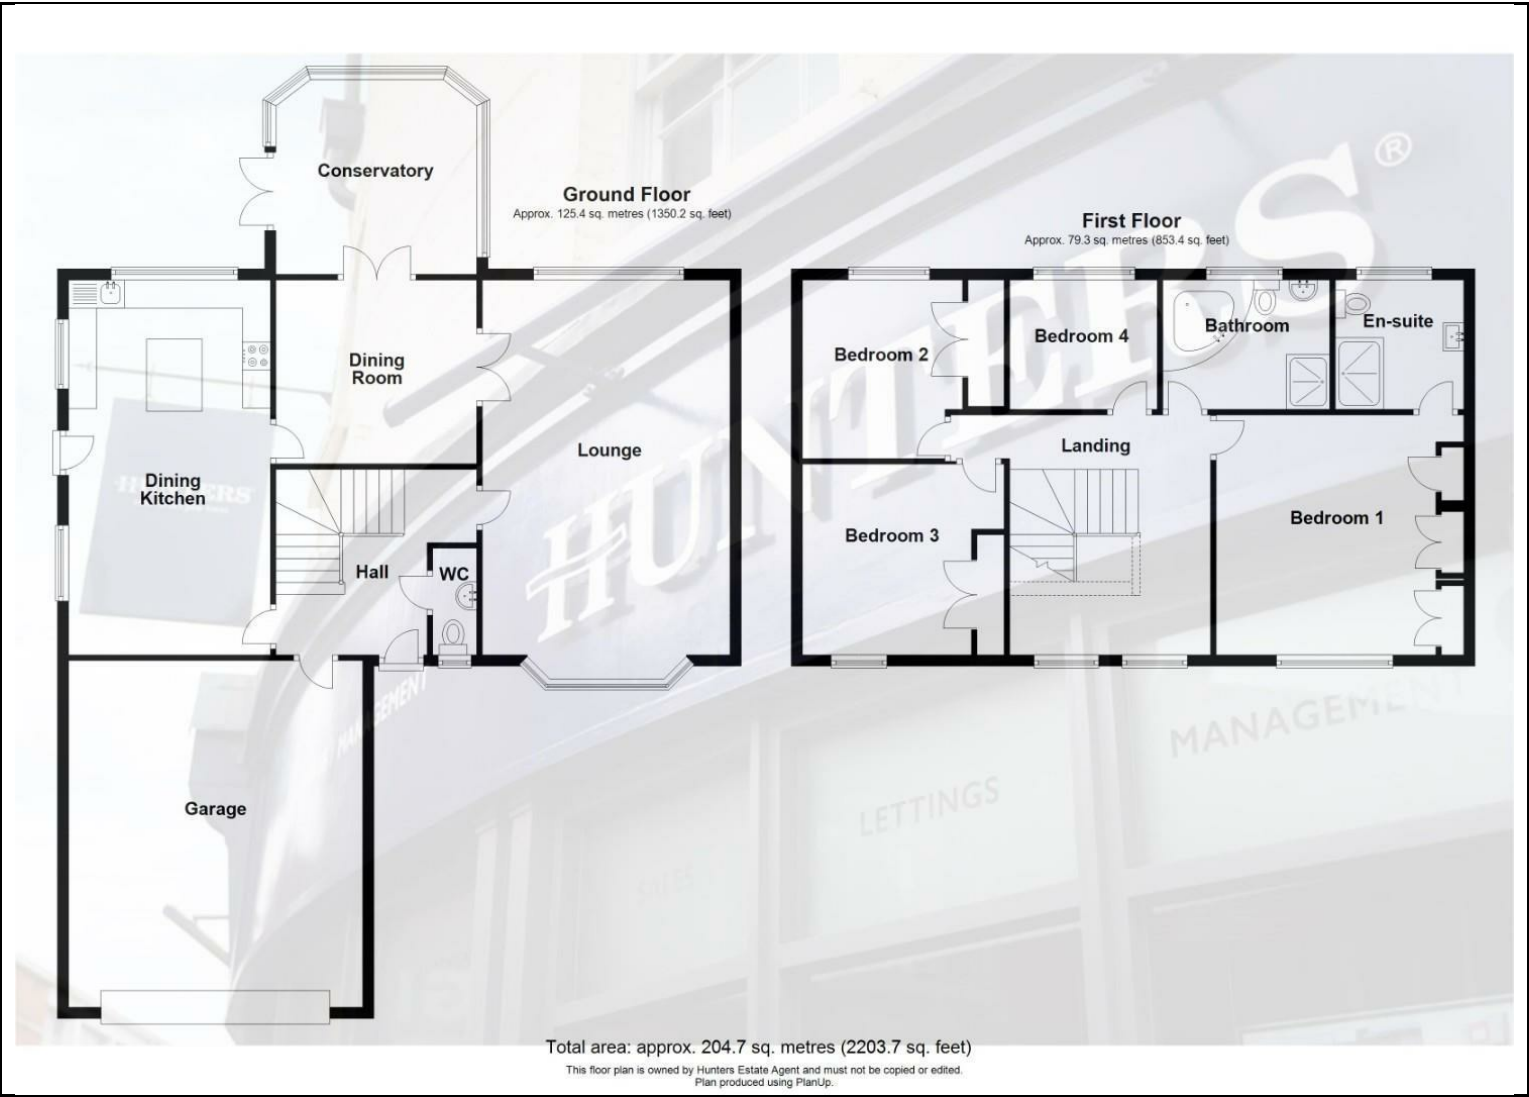 Conservatory
Ground Floor
Approx. 125.4 sq. metres (1350.2 sq. feet)
Dining
Room
Lounge
Dining
Kitchen
Hall
WC
Garage
First Floor
Approx. 79.3 sq. metres (853.4 sq. feet)
Bedroom 2
Bedroom 4
Bathroom
En-suite
Landing
Bedroom 3
Bedroom 1
HUNTERS®
HUNTERS
MANAGEMENT
MANAGEMENT
LETTINGS
SALES
Total area: approx. 204.7 sq. metres (2203.7 sq. feet)
This floor plan is owned by Hunters Estate Agent and must not be copied or edited.
Plan produced using PlanUp.